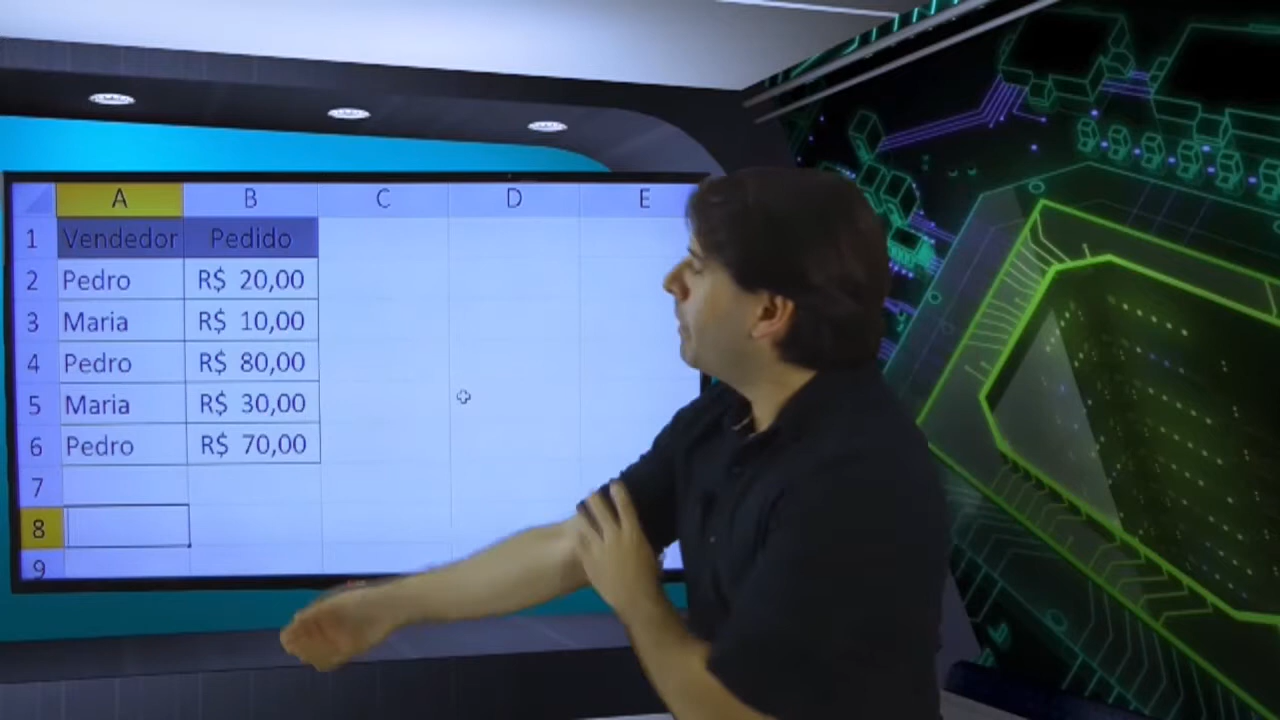 A B C D E
1 Vendedor Pedido
2 Pedro R$ 20,00
3 Maria R$ 10,00
4 Pedro R$ 80,00
5 Maria R$ 30,00
6 Pedro R$ 70,00
7
8
9